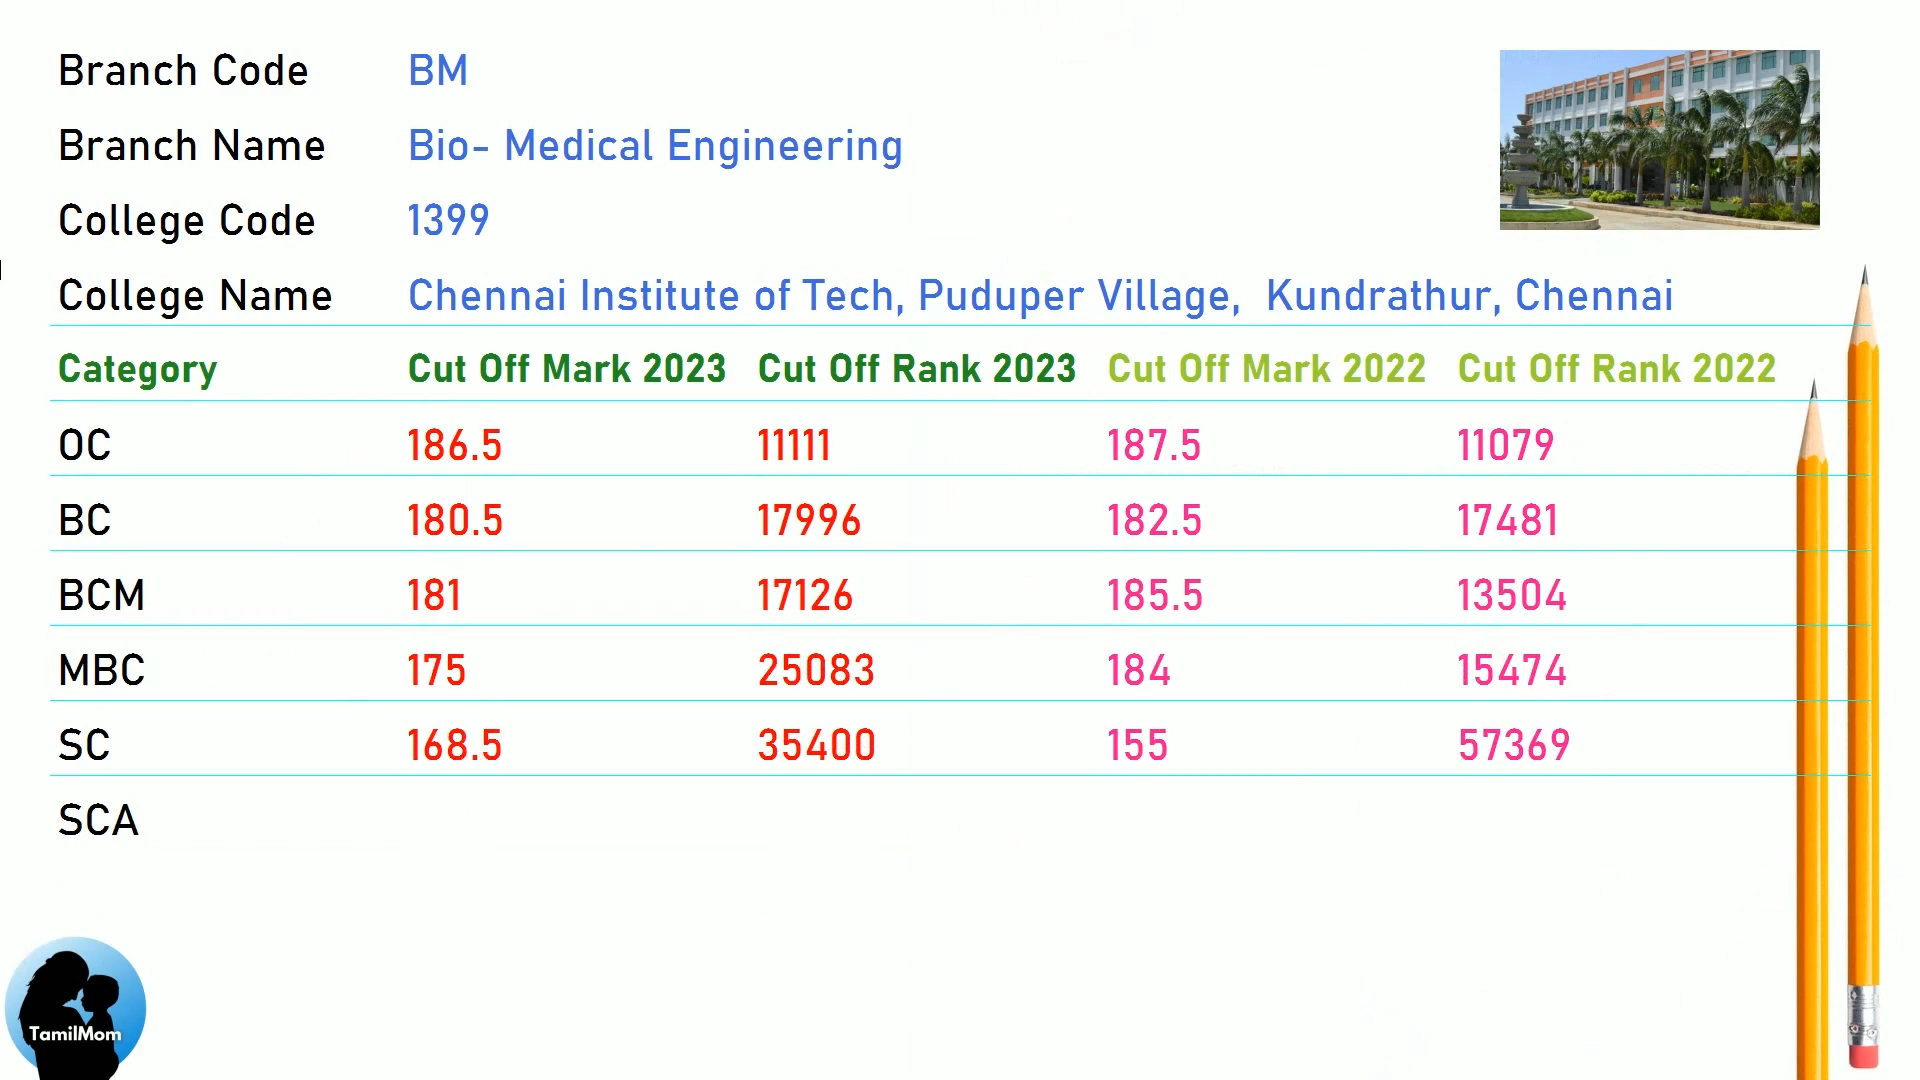 Branch Code BM
Branch Name Bio- Medical Engineering
College Code 1399
College Name Chennai Institute of Tech, Puduper Village,  Kundrathur, Chennai
Category Cut Off Mark 2023 Cut Off Rank 2023 Cut Off Mark 2022 Cut Off Rank 2022
OC 186.5 11111 187.5 11079
BC 180.5 17996 182.5 17481
BCM 181 17126 185.5 13504
MBC 175 25083 184 15474
SC 168.5 35400 155 57369
SCA
TamilMom